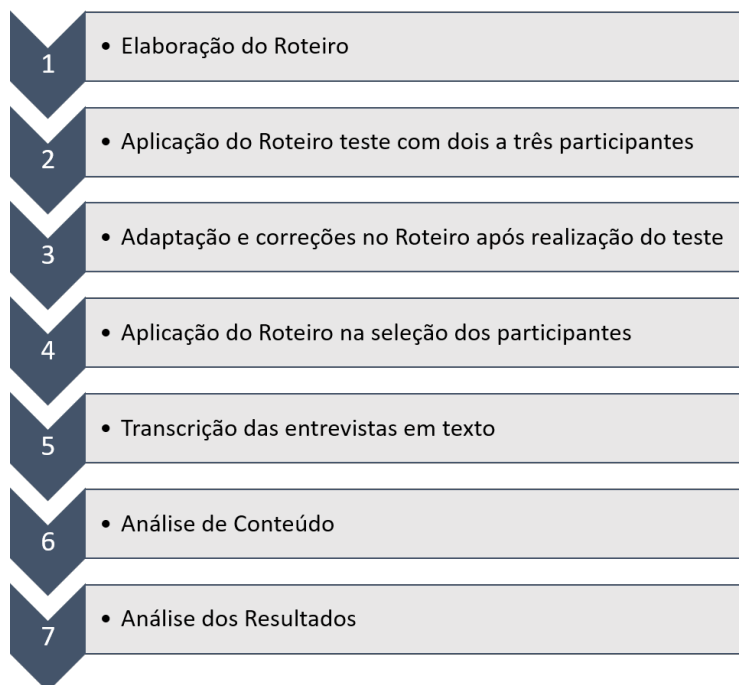 1
• Elaboração do Roteiro
2
• Aplicação do Roteiro teste com dois a três participantes
3
• Adaptação e correções no Roteiro após realização do teste
4
• Aplicação do Roteiro na seleção dos participantes
5
• Transcrição das entrevistas em texto
6
• Análise de Conteúdo
7
• Análise dos Resultados